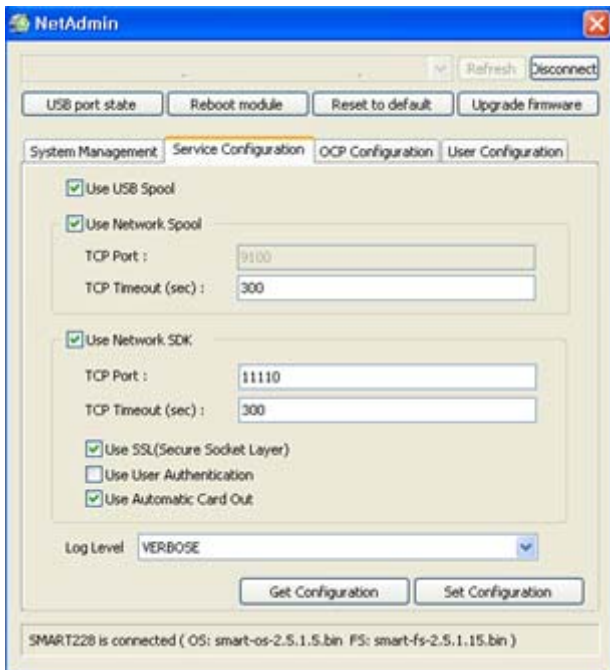 NetAdmin
Refresh Disconnect
USB port state Reboot module Reset to default Upgrade firmware
System Management Service Configuration OCP Configuration User Configuration
Use USB Spool
Use Network Spool
TCP Port : 9100
TCP Timeout (sec) : 300
Use Network SDK
TCP Port : 11110
TCP Timeout (sec) : 300
Use SSL(Secure Socket Layer)
Use User Authentication
Use Automatic Card Out
Log Level VERBOSE
Get Configuration Set Configuration
SMART228 is connected ( OS: smart-os-2.5.1.5.bin FS: smart-fs-2.5.1.15.bin )